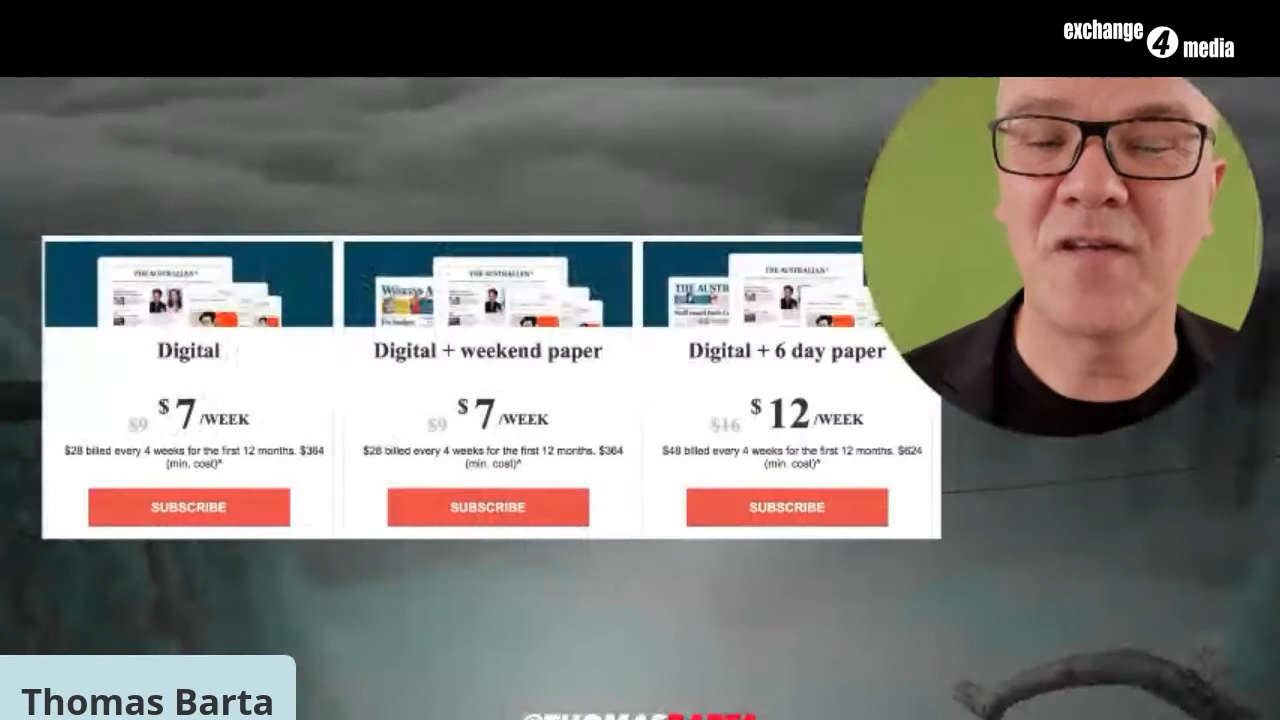 exchange
4
media
THE AUSTRALIAN
THE AUSTRALIAN
THE AUSTRALIAN
Digital
Digital + weekend paper
Digital + 6 day paper
$9 $7/WEEK
$9 $7/WEEK
$16 $12/WEEK
$28 billed every 4 weeks for the first 12 months. $364
(min. cost)^
$28 billed every 4 weeks for the first 12 months. $364
(min. cost)^
$48 billed every 4 weeks for the first 12 months. $624
(min. cost)^
SUBSCRIBE
SUBSCRIBE
SUBSCRIBE
Thomas Barta
@THOMASBARTA